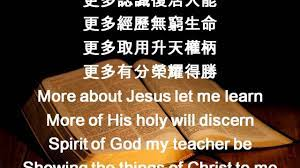 更多認識復活大能
更多經歷無窮生命
更多取用升天權柄
更多有分榮耀得勝
More about Jesus let me learn
More of His holy will discern
Spirit of God my teacher be
Showing the things of Christ to me